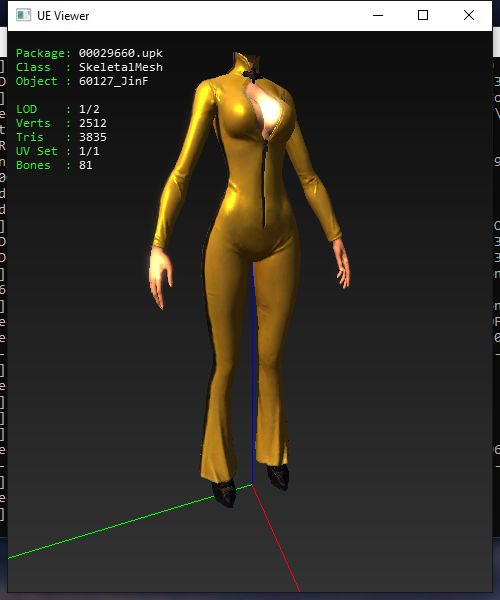 UE Viewer
Package: 00029660.upk
Class  : SkeletalMesh
Object : 60127_JinF
LOD    : 1/2
Verts  : 2512
Tris   : 3835
UV Set : 1/1
Bones  : 81